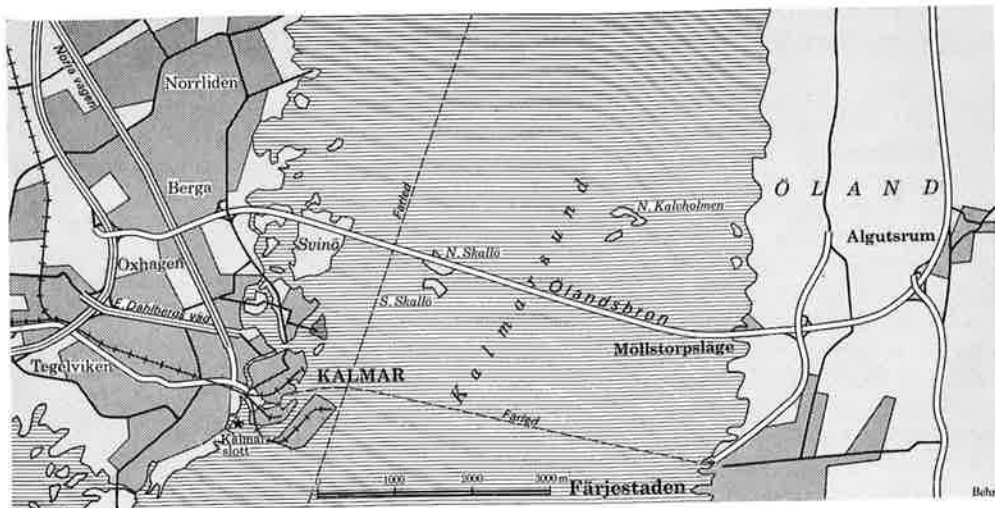 Norra vägen
Norrliden
Berga
Svinö
Oxhagen
E. Dahlbergs väg
Tegelviken
KALMAR
Kalmar
slott
Farled
N. Skallö
S. Skallö
Kalmarsund
N. Kalvholmen
Ölandsbron
ÖLAND
Algutsrum
Möllstorpsläge
Farled
Färjestaden
1000 2000 3000 m